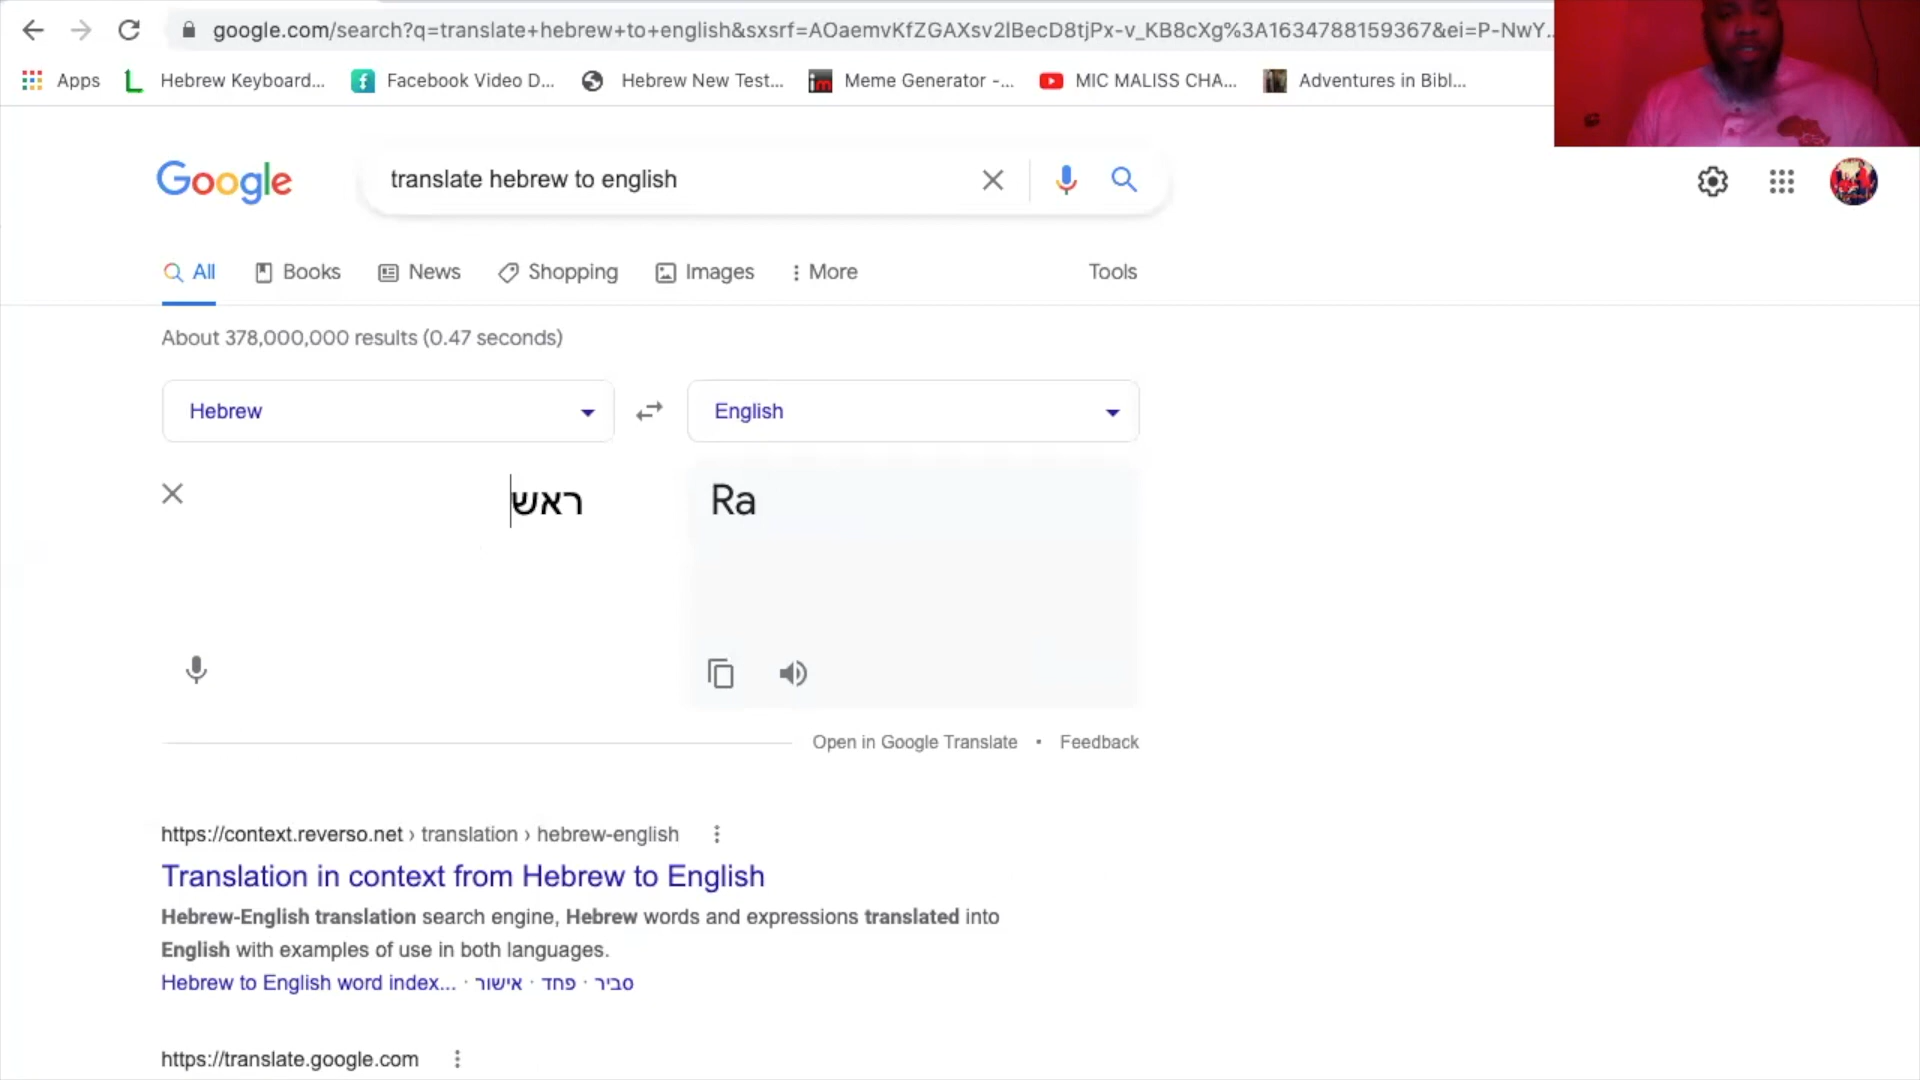 google.com/search?q=translate+hebrew+to+english&sxsrf=AOaemvKfZGAXsv2lBecD8tjPx-v_KB8cXg%3A1634788159367&ei=P-NwY...
Apps Hebrew Keyboard... Facebook Video D... Hebrew New Test... Meme Generator -... MIC MALISS CHA... Adventures in Bibl...
Google translate hebrew to english
All Books News Shopping Images More Tools
About 378,000,000 results (0.47 seconds)
Hebrew English
ראש Ra
Open in Google Translate • Feedback
https://context.reverso.net › translation › hebrew-english
Translation in context from Hebrew to English
Hebrew-English translation search engine, Hebrew words and expressions translated into
English with examples of use in both languages.
Hebrew to English word index... · אישור · פחד · סביר
https://translate.google.com